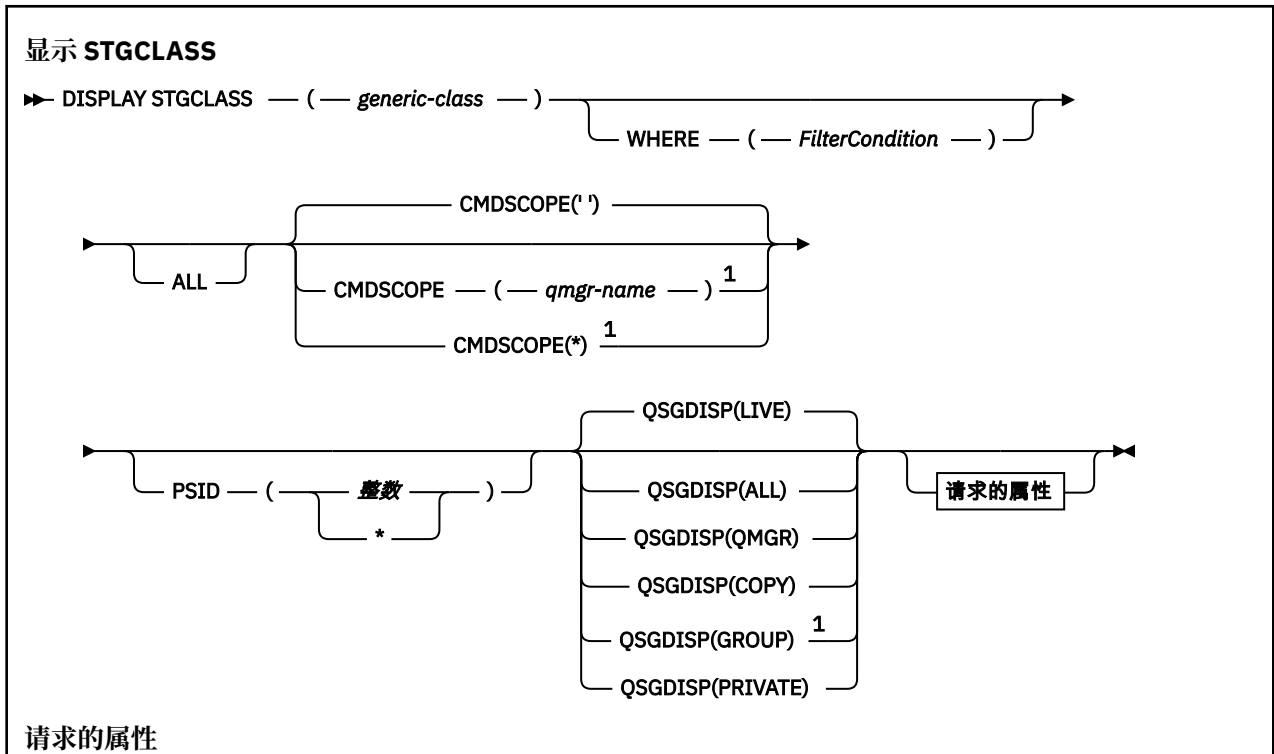 显示 STGCLASS
DISPLAY STGCLASS ( generic-class )
WHERE ( FilterCondition )
CMDSCOPE(' ')
ALL
CMDSCOPE ( qmgr-name ) 1
CMDSCOPE(*) 1
QSGDISP(LIVE)
PSID ( 整数 )
*
QSGDISP(ALL)
QSGDISP(QMGR)
QSGDISP(COPY)
QSGDISP(GROUP) 1
QSGDISP(PRIVATE)
请求的属性
请求的属性